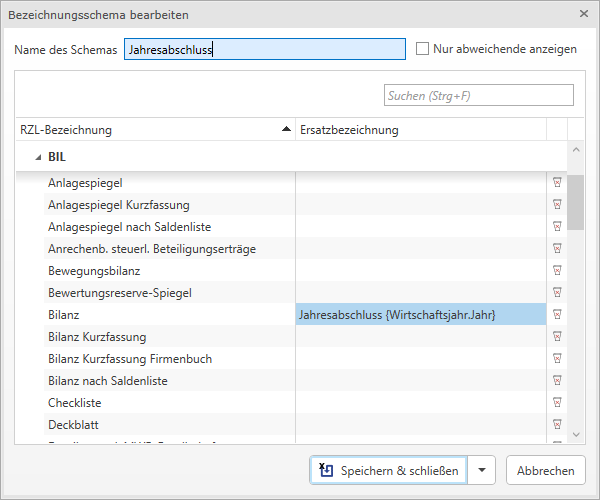 Bezeichnungsschema bearbeiten
Name des Schemas Jahresabschluss Nur abweichende anzeigen
Suchen (Strg+F)
RZL-Bezeichnung Ersatzbezeichnung
BIL
Anlagespiegel
Anlagespiegel Kurzfassung
Anlagespiegel nach Saldenliste
Anrechenb. steuerl. Beteiligungserträge
Bewegungsbilanz
Bewertungsreserve-Spiegel
Bilanz Jahresabschluss {Wirtschaftsjahr.Jahr}
Bilanz Kurzfassung
Bilanz Kurzfassung Firmenbuch
Bilanz nach Saldenliste
Checkliste
Deckblatt
Speichern & schließen Abbrechen